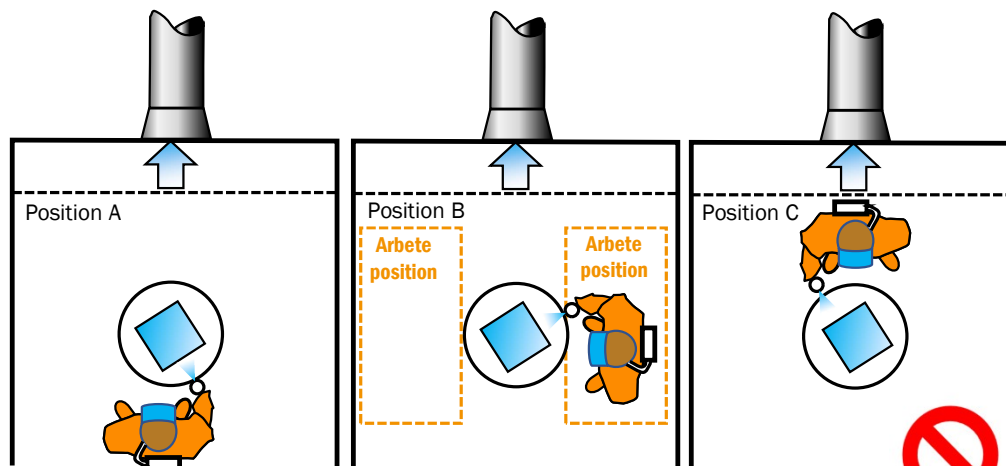 Position A
Position B
Position C
Arbete
position
Arbete
position